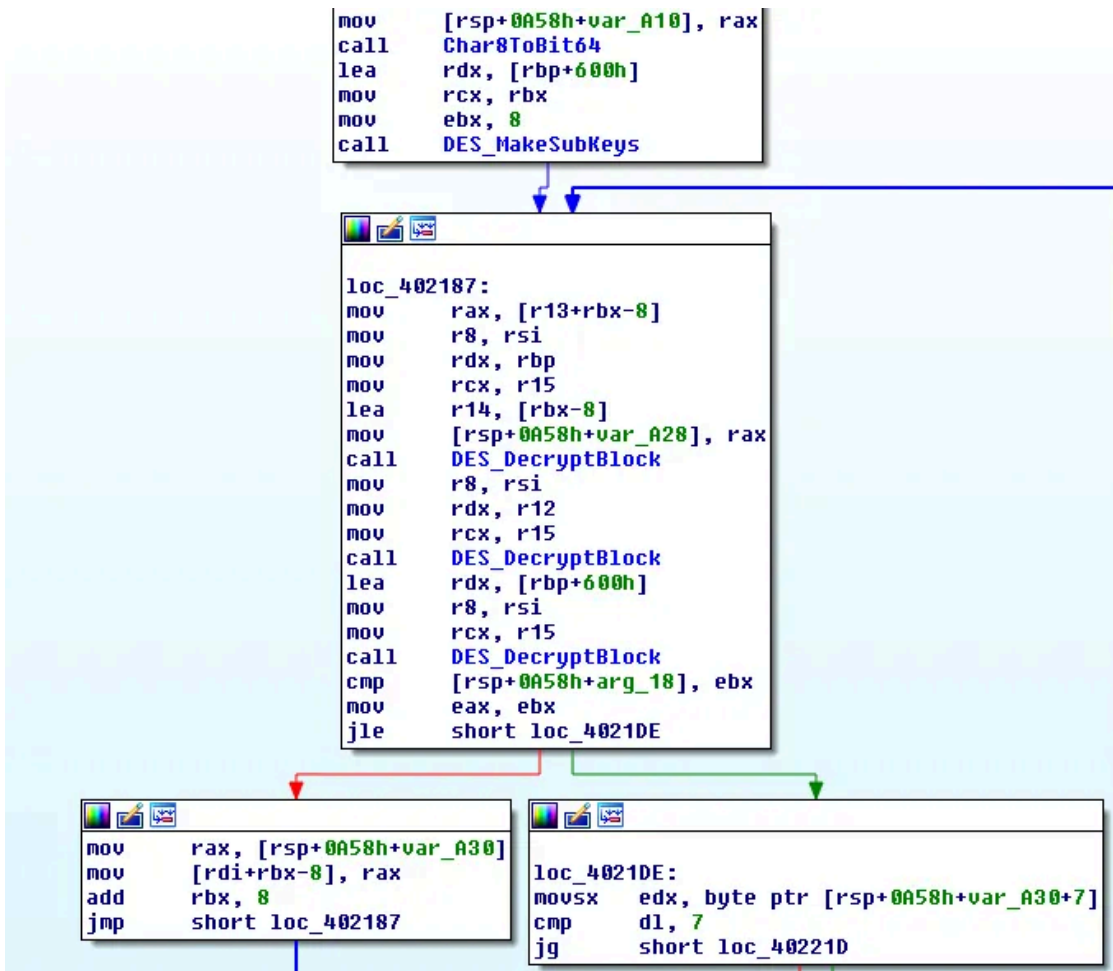 mov [rsp+0A58h+var_A10], rax
call Char8ToBit64
lea rdx, [rbp+600h]
mov rcx, rbx
mov ebx, 8
call DES_MakeSubKeys
loc_402187:
mov rax, [r13+rbx-8]
mov r8, rsi
mov rdx, rbp
mov rcx, r15
lea r14, [rbx-8]
mov [rsp+0A58h+var_A28], rax
call DES_DecryptBlock
mov r8, rsi
mov rdx, r12
mov rcx, r15
call DES_DecryptBlock
lea rdx, [rbp+600h]
mov r8, rsi
mov rcx, r15
call DES_DecryptBlock
cmp [rsp+0A58h+arg_18], ebx
mov eax, ebx
jle short loc_4021DE
mov rax, [rsp+0A58h+var_A30]
mov [rdi+rbx-8], rax
add rbx, 8
jmp short loc_402187
loc_4021DE:
movsx edx, byte ptr [rsp+0A58h+var_A30+7]
cmp dl, 7
jg short loc_40221D